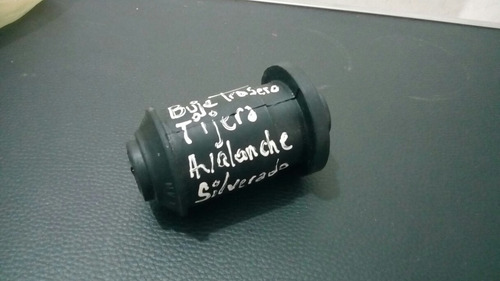 Buje Trasero
Tijera
Avalanche
Silverado